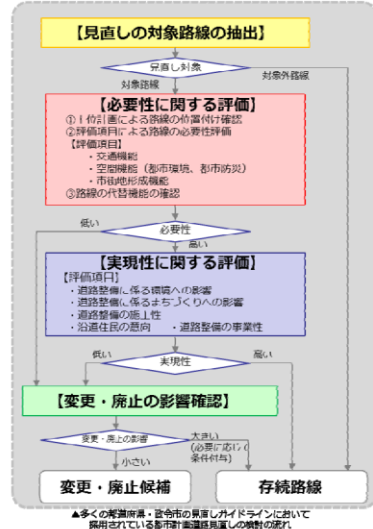 【見直しの対象路線の抽出】
見直し対象
対象路線
対象外路線
【必要性に関する評価】
①上位計画による路線の位置付け確認
②評価項目による路線の必要性評価
【評価項目】
・交通機能
・空間機能（都市環境、都市防災）
・市街地形成機能
③路線の代替機能の確認
低い
必要性
高い
【実現性に関する評価】
【評価項目】
・道路整備に係る環境への影響
・道路整備に係るまちづくりへの影響
・道路整備の施工性
・沿道住民の意向　・道路整備の事業性
低い
実現性
高い
【変更・廃止の影響確認】
変更・廃止の影響
大きい
(必要に応じて
条件付与)
小さい
変更・廃止候補
存続路線
▲多くの都道府県・政令市の見直しガイドラインにおいて
採用されている都市計画道路見直しの検討の流れ